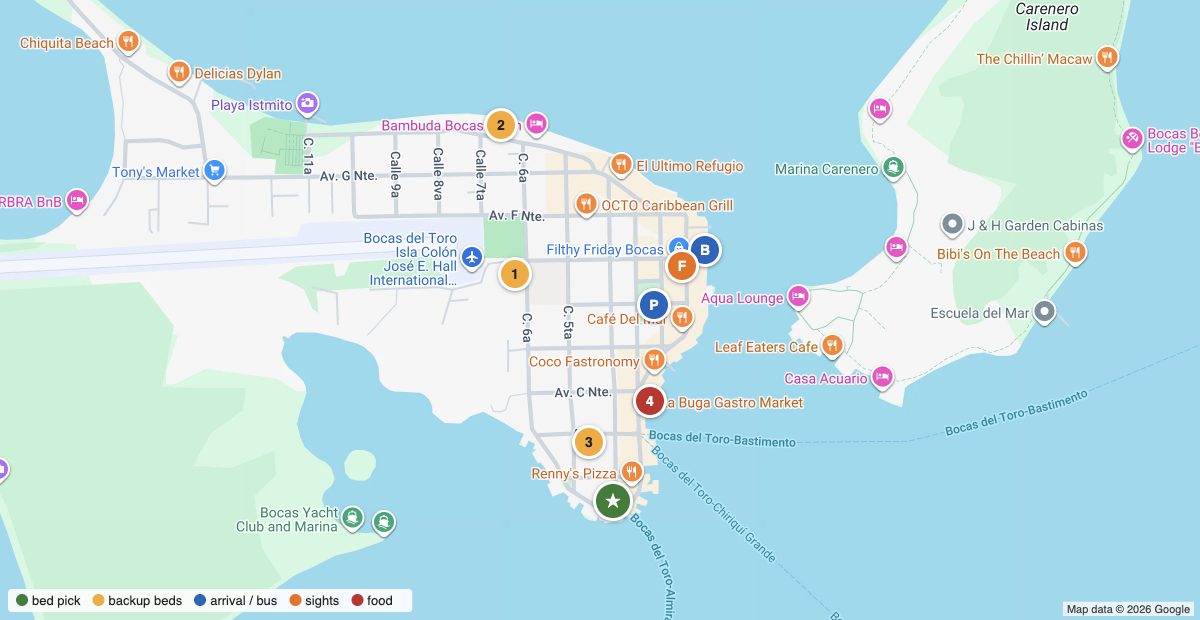 Carenero
Island
Chiquita Beach
The Chillin' Macaw
Delicias Dylan
Playa Istmito
Bambuda Bocas
2
C. 11a
Calle 9a
Calle 8va
Calle 7ta
C. 6a
Bocas B
Lodge "E
El Ultimo Refugio
Marina Carenero
Tony's Market
Av. G Nte.
RBRA BnB
OCTO Caribbean Grill
Av. F Nte.
J & H Garden Cabinas
Bocas del Toro
Isla Colón
José E. Hall
International...
Filthy Friday Bocas
B
F
Bibi's On The Beach
1
Aqua Lounge
P
Café Del Mar
Escuela del Mar
C. 6a
C. 5ta
Leaf Eaters Cafe
Coco Fastronomy
Casa Acuario
Av. C Nte.
4
a Buga Gastro Market
Bocas del Toro-Bastimento
Bocas del Toro-Bastimento
3
Renny's Pizza
Bocas del Toro-Chiriquí Grande
Bocas Yacht
Club and Marina
Bocas del Toro-Almira
Bo
bed pick
backup beds
arrival / bus
sights
food
Map data © 2026 Google